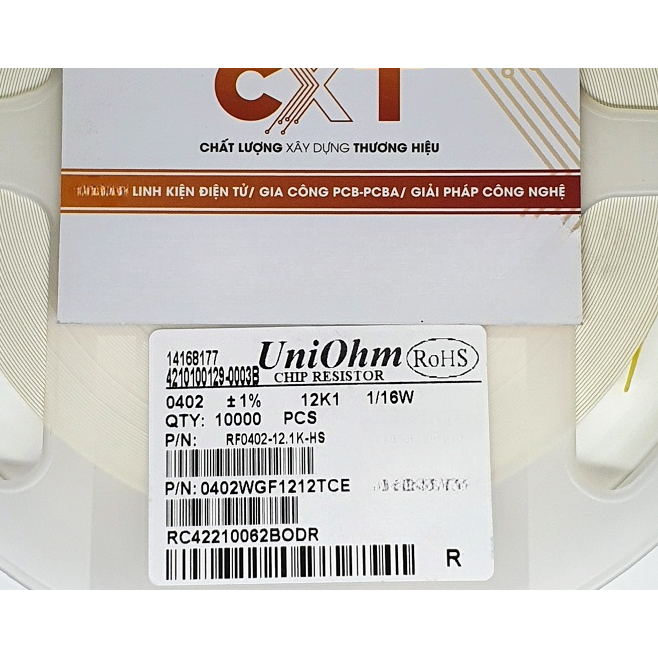 CXT
CHẤT LƯỢNG XÂY DỰNG THƯƠNG HIỆU
LINH KIỆN ĐIỆN TỬ/ GIA CÔNG PCB-PCBA/ GIẢI PHÁP CÔNG NGHỆ
14168177
4210100129-0003B
UniOhm
RoHS
CHIP RESISTOR
0402 ±1% 12K1 1/16W
QTY: 10000 PCS
P/N: RF0402-12.1K-HS
P/N: 0402WGF1212TCE
RC42210062BODR
R